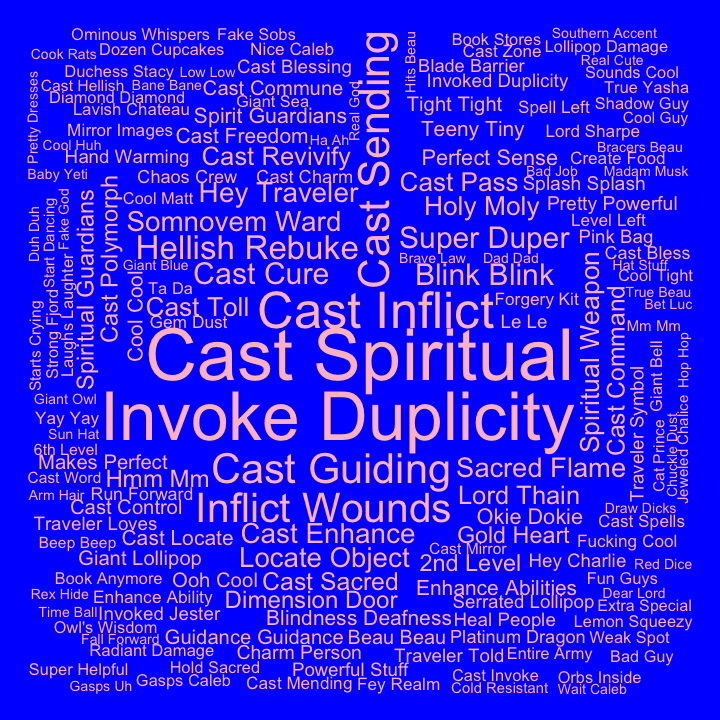 Ominous Whispers
Fake Sobs
Southern Accent
Cook Rats
Dozen Cupcakes
Nice Caleb
Book Stores
Lollipop Damage
Cast Zone
Real Cute
Duchess Stacy
Low Low
Cast Blessing
Cast Sending
Hits Beau
Blade Barrier
Sounds Cool
Pretty Dresses
Cast Hellish
Bane Bane
Cast Commune
Real God
Invoked Duplicity
True Yasha
Diamond Diamond
Giant Sea
Tight Tight
Spell Left
Shadow Guy
Lavish Chateau
Spirit Guardians
Cool Guy
Mirror Images
Cast Freedom
Ha Ah
Teeny Tiny
Lord Sharpe
Cool Huh
Bracers Beau
Hand Warming
Cast Revivify
Perfect Sense
Create Food
Baby Yeti
Chaos Crew
Cast Charm
Bad Job
Madam Musk
Cast Pass
Splash Splash
Cool Matt
Hey Traveler
Holy Moly
Pretty Powerful
Duh Duh
Start Dancing
Fake God
Spiritual Guardians
Cast Polymorph
Somnovem Ward
Level Left
Hellish Rebuke
Super Duper
Pink Bag
Giant Blue
Brave Law
Dad Dad
Cast Bless
Hat Stuff
Cast Cure
Blink Blink
Spiritual Weapon
Cool Tight
Ta Da
True Beau
Cool Cool
Cast Toll
Cast Inflict
Forgery Kit
Cast Command
Bet Luc
Starts Crying
Strong Fjord
Laughs Laughter
Gem Dust
Le Le
Mm Mm
Cast Spiritual
Giant Bell
Hop Hop
Giant Owl
Invoke Duplicity
Traveler Symbol
Cat Prince
Chuckle Dust
Jeweled Chalice
Yay Yay
Sun Hat
6th Level
Makes Perfect
Cast Guiding
Sacred Flame
Cast Word
Hmm Mm
Arm Hair
Run Forward
Inflict Wounds
Lord Thain
Cast Control
Draw Dicks
Traveler Loves
Okie Dokie
Cast Spells
Beep Beep
Cast Locate
Cast Enhance
Gold Heart
Fucking Cool
Cast Mirror
Giant Lollipop
Locate Object
2nd Level
Hey Charlie
Red Dice
Book Anymore
Ooh Cool
Cast Sacred
Enhance Abilities
Fun Guys
Rex Hide
Enhance Ability
Dimension Door
Serrated Lollipop
Dear Lord
Extra Special
Time Ball
Invoked Jester
Blindness Deafness
Heal People
Lemon Squeezy
Owl's Wisdom
Fall Forward
Guidance Guidance
Beau Beau
Platinum Dragon
Weak Spot
Radiant Damage
Charm Person
Traveler Told
Entire Army
Bad Guy
Super Helpful
Hold Sacred
Powerful Stuff
Cast Invoke
Orbs Inside
Gasps Uh
Gasps Caleb
Cast Mending
Fey Realm
Cold Resistant
Wait Caleb